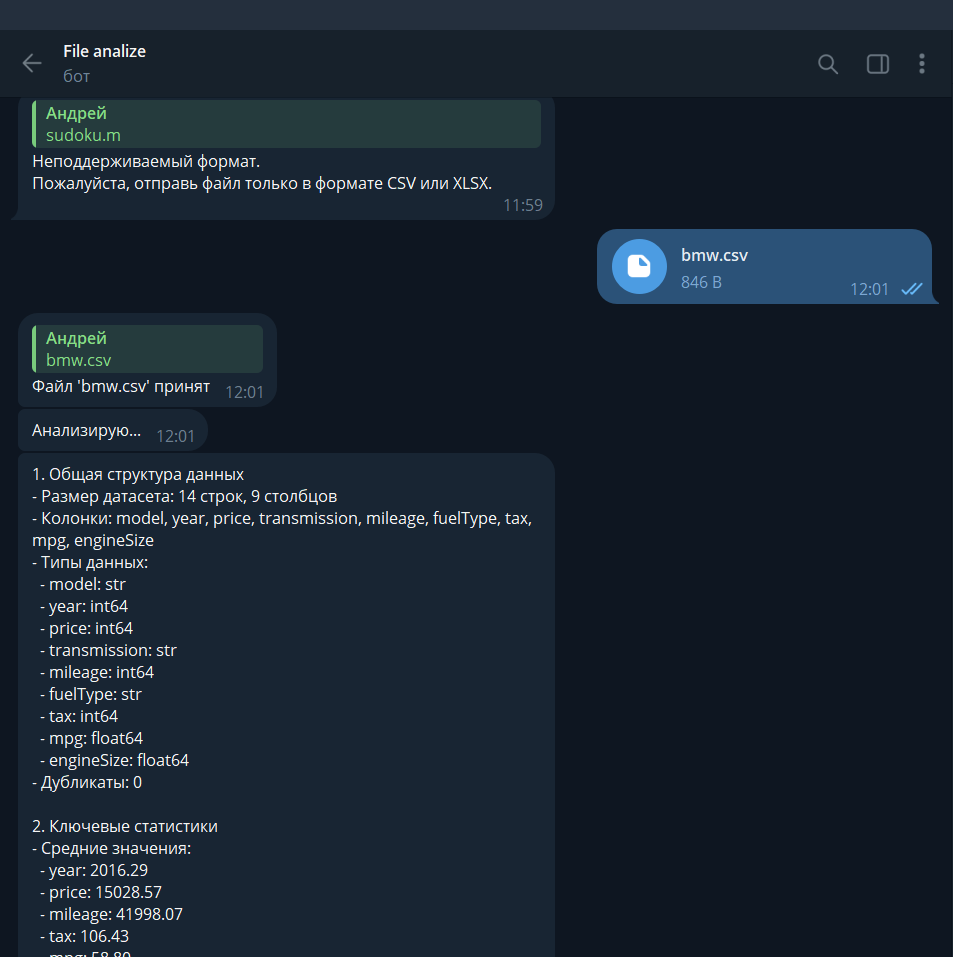 File analize
бот
Андрей
sudoku.m
Неподдерживаемый формат.
Пожалуйста, отправь файл только в формате CSV или XLSX.
11:59
bmw.csv
846 B
12:01
Андрей
bmw.csv
Файл 'bmw.csv' принят
12:01
Анализирую...
12:01
1. Общая структура данных
- Размер датасета: 14 строк, 9 столбцов
- Колонки: model, year, price, transmission, mileage, fuelType, tax,
mpg, engineSize
- Типы данных:
- model: str
- year: int64
- price: int64
- transmission: str
- mileage: int64
- fuelType: str
- tax: int64
- mpg: float64
- engineSize: float64
- Дубликаты: 0
2. Ключевые статистики
- Средние значения:
- year: 2016.29
- price: 15028.57
- mileage: 41998.07
- tax: 106.43
- mpg: 58.80